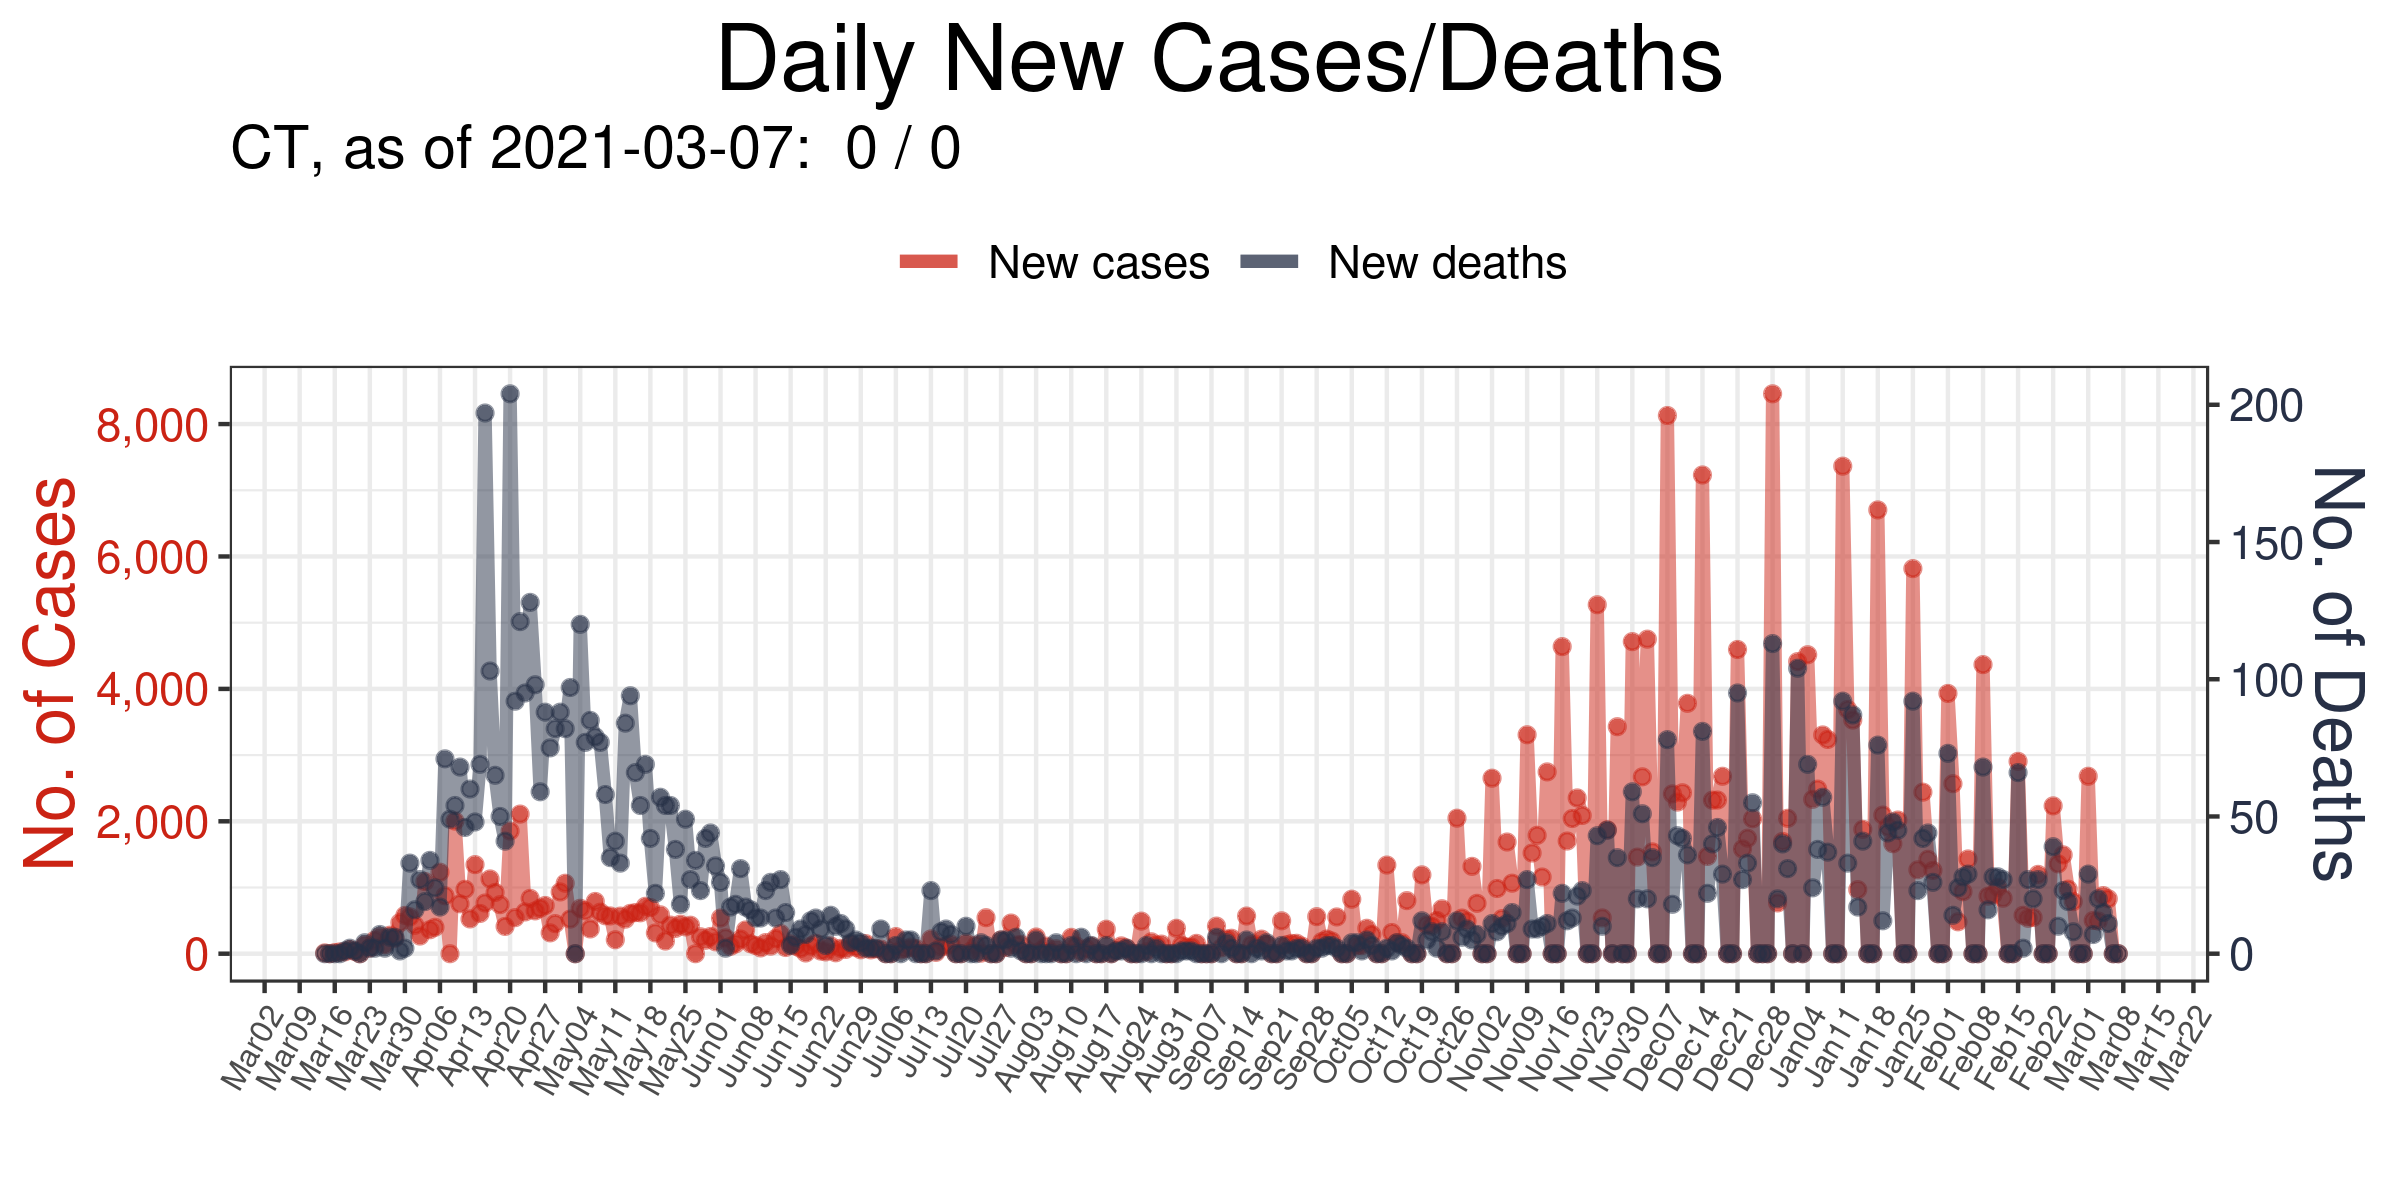 Daily New Cases/Deaths
CT, as of 2021-03-07: 0 / 0
New cases
New deaths
No. of Cases
8,000
6,000
4,000
2,000
0
200
150
100
50
0
No. of Deaths
Mar02
Mar09
Mar16
Mar23
Mar30
Apr06
Apr13
Apr20
Apr27
May04
May11
May18
May25
Jun01
Jun08
Jun15
Jun22
Jun29
Jul06
Jul13
Jul20
Jul27
Aug03
Aug10
Aug17
Aug24
Aug31
Sep07
Sep14
Sep21
Sep28
Oct05
Oct12
Oct19
Oct26
Nov02
Nov09
Nov16
Nov23
Nov30
Dec07
Dec14
Dec21
Dec28
Dec04
Jan11
Jan18
Jan25
Feb01
Feb08
Feb15
Feb22
Mar01
Mar08
Mar15
Mar22